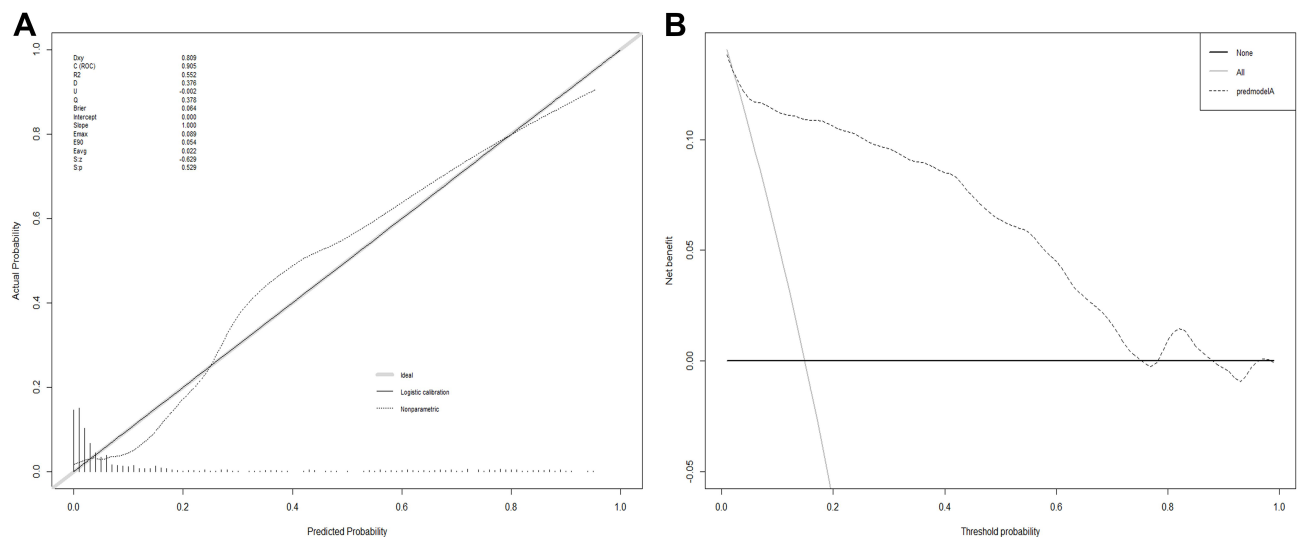 A
Dxy 0.809
C (ROC) 0.905
R2 0.552
D 0.376
U -0.002
Q 0.378
Brier 0.064
Intercept 0.000
Slope 1.000
Emax 0.089
E90 0.054
Eavg 0.022
S:z -0.629
S:p 0.529
Actual Probability
1.0
0.8
0.6
0.4
0.2
0.0
Ideal
Logistic calibration
Nonparametric
0.0 0.2 0.4 0.6 0.8 1.0
Predicted Probability
B
None
All
predmodelA
Net benefit
0.10
0.05
0.00
-0.05
0.0 0.2 0.4 0.6 0.8 1.0
Threshold probability